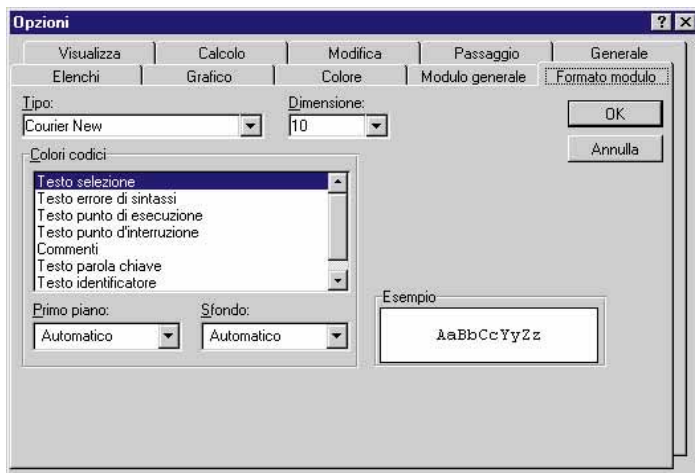 Opzioni
Visualizza Calcolo Modifica Passaggio Generale
Elenchi Grafico Colore Modulo generale Formato modulo
Tipo: Dimensione:
Courier New 10 OK
Colori codici Annulla
Testo selezione
Testo errore di sintassi
Testo punto di esecuzione
Testo punto d'interruzione
Commenti
Testo parola chiave
Testo identificatore
Primo piano: Sfondo: Esempio
Automatico Automatico AaBbCcYyZz